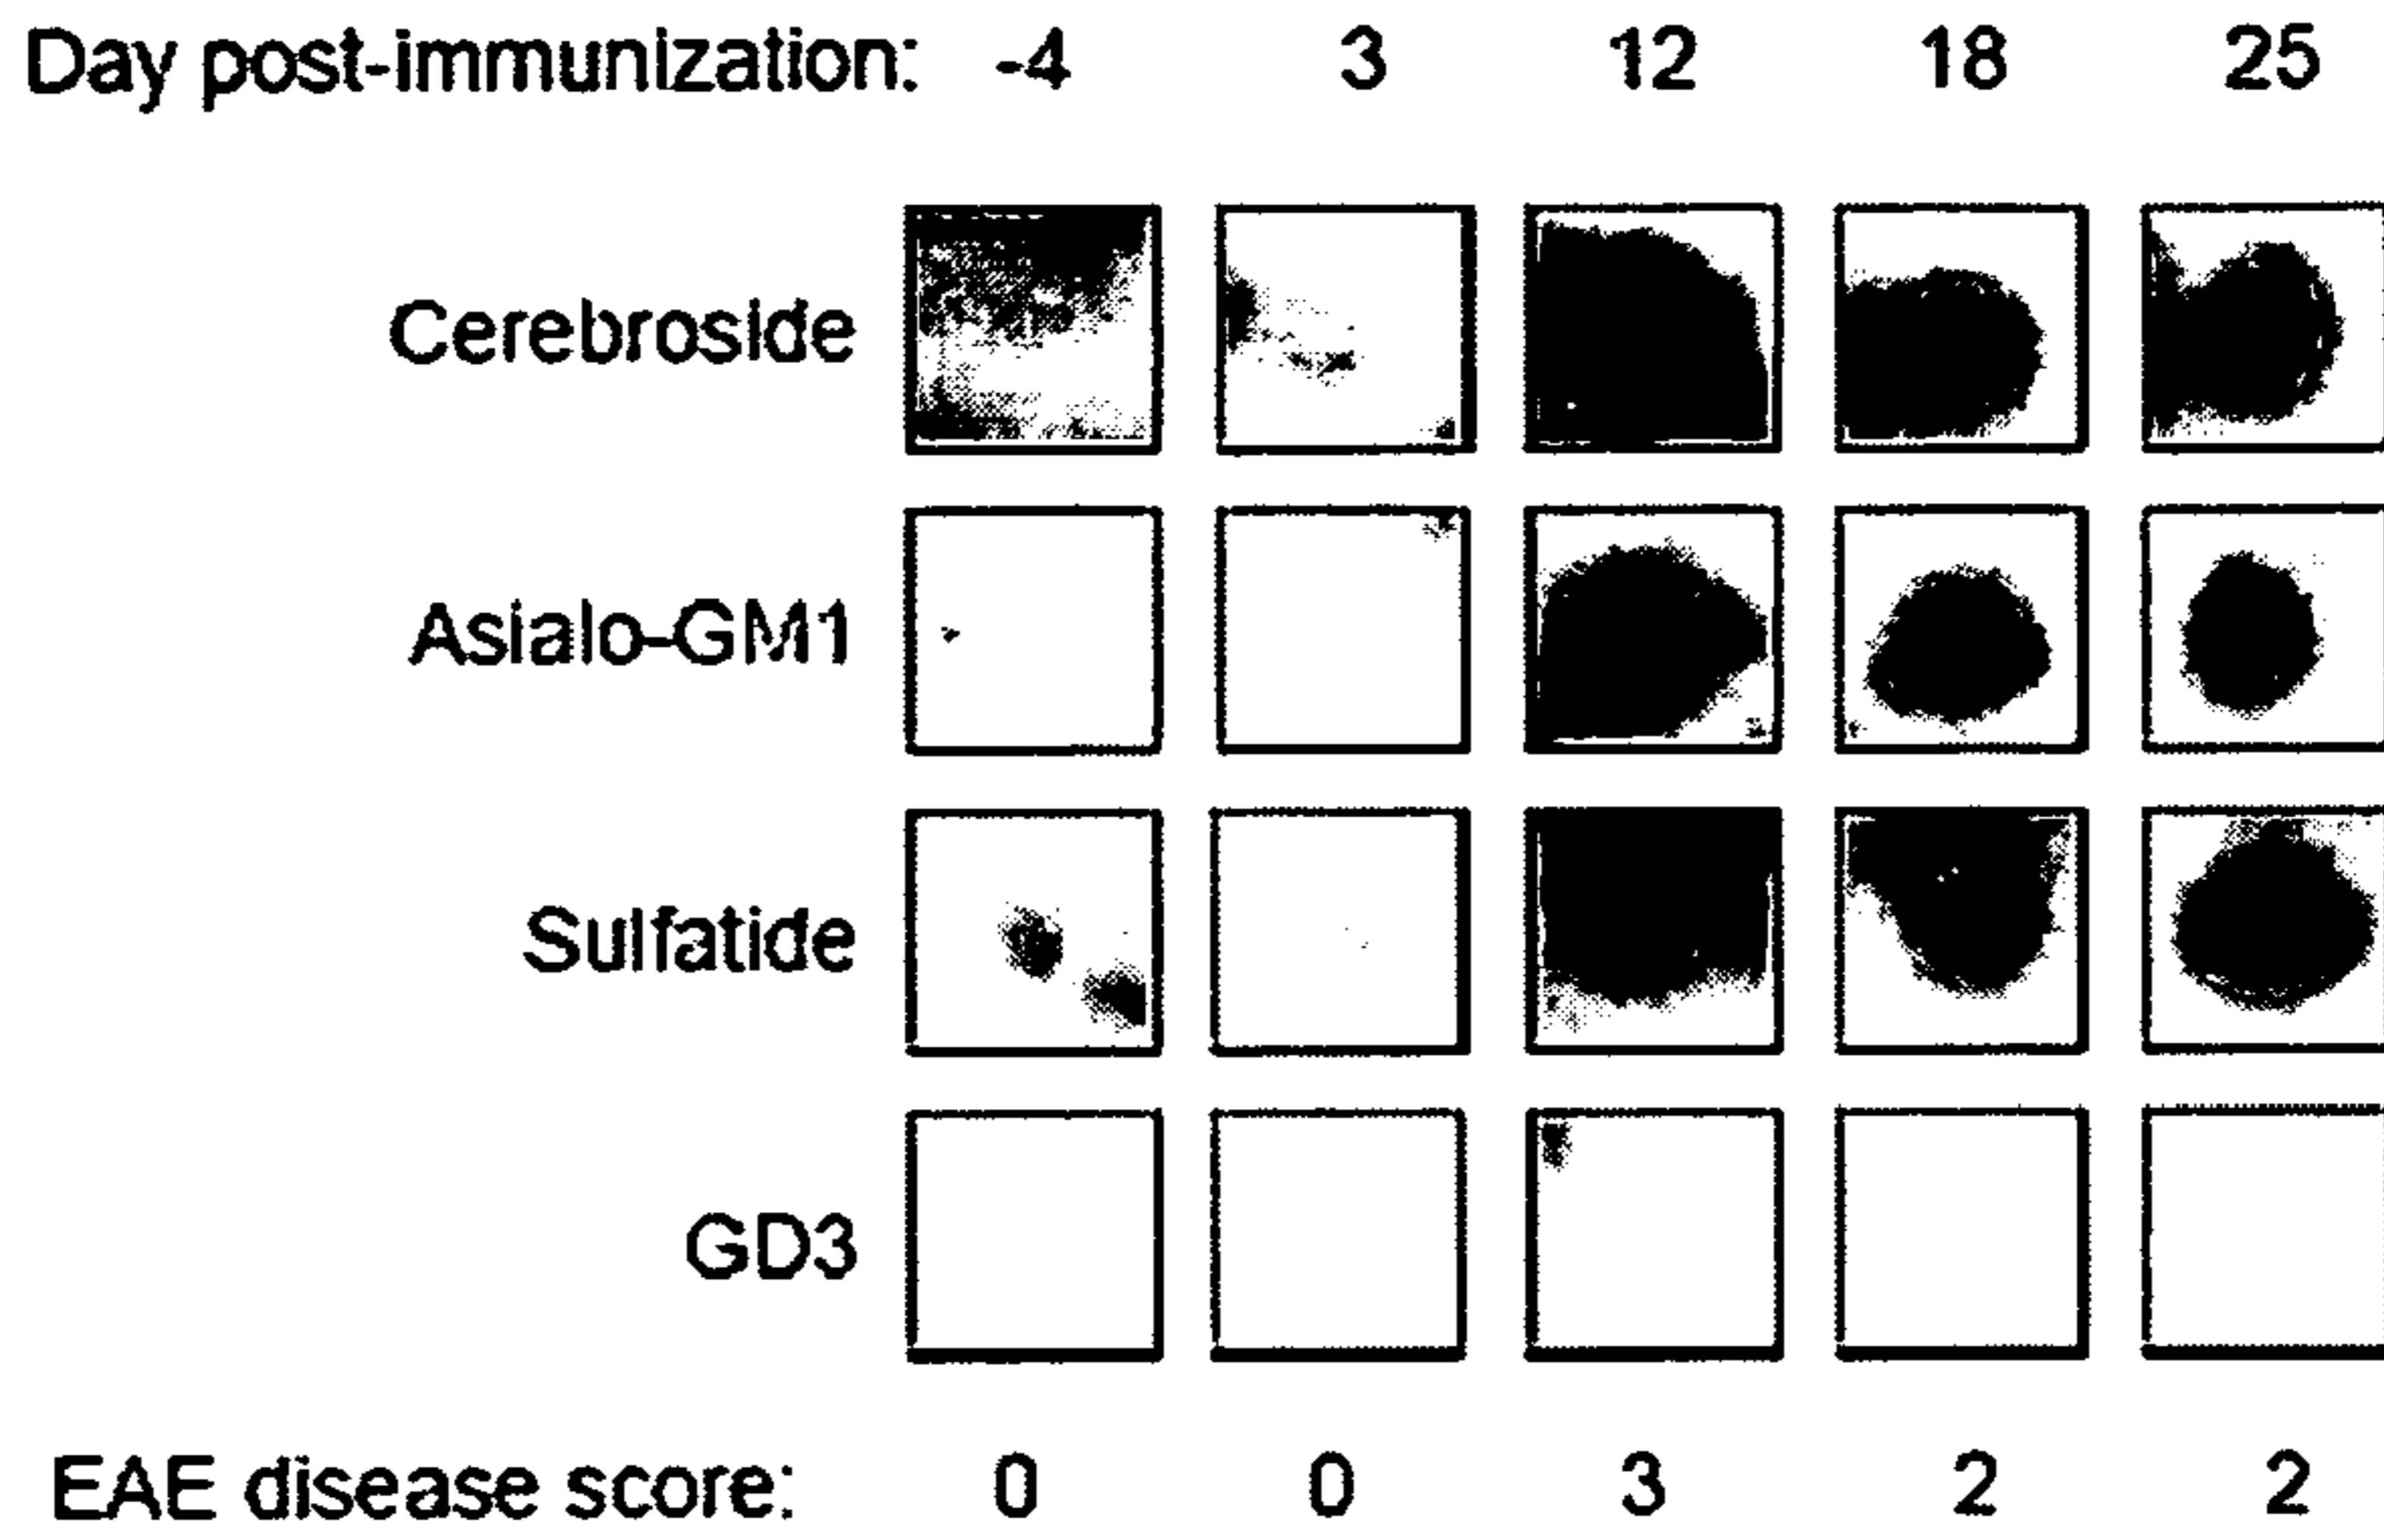 Day post-immunization: -4 3 12 18 25
Cerebroside
Asialo-GM1
Sulfatide
GD3
EAE disease score: 0 0 3 2 2